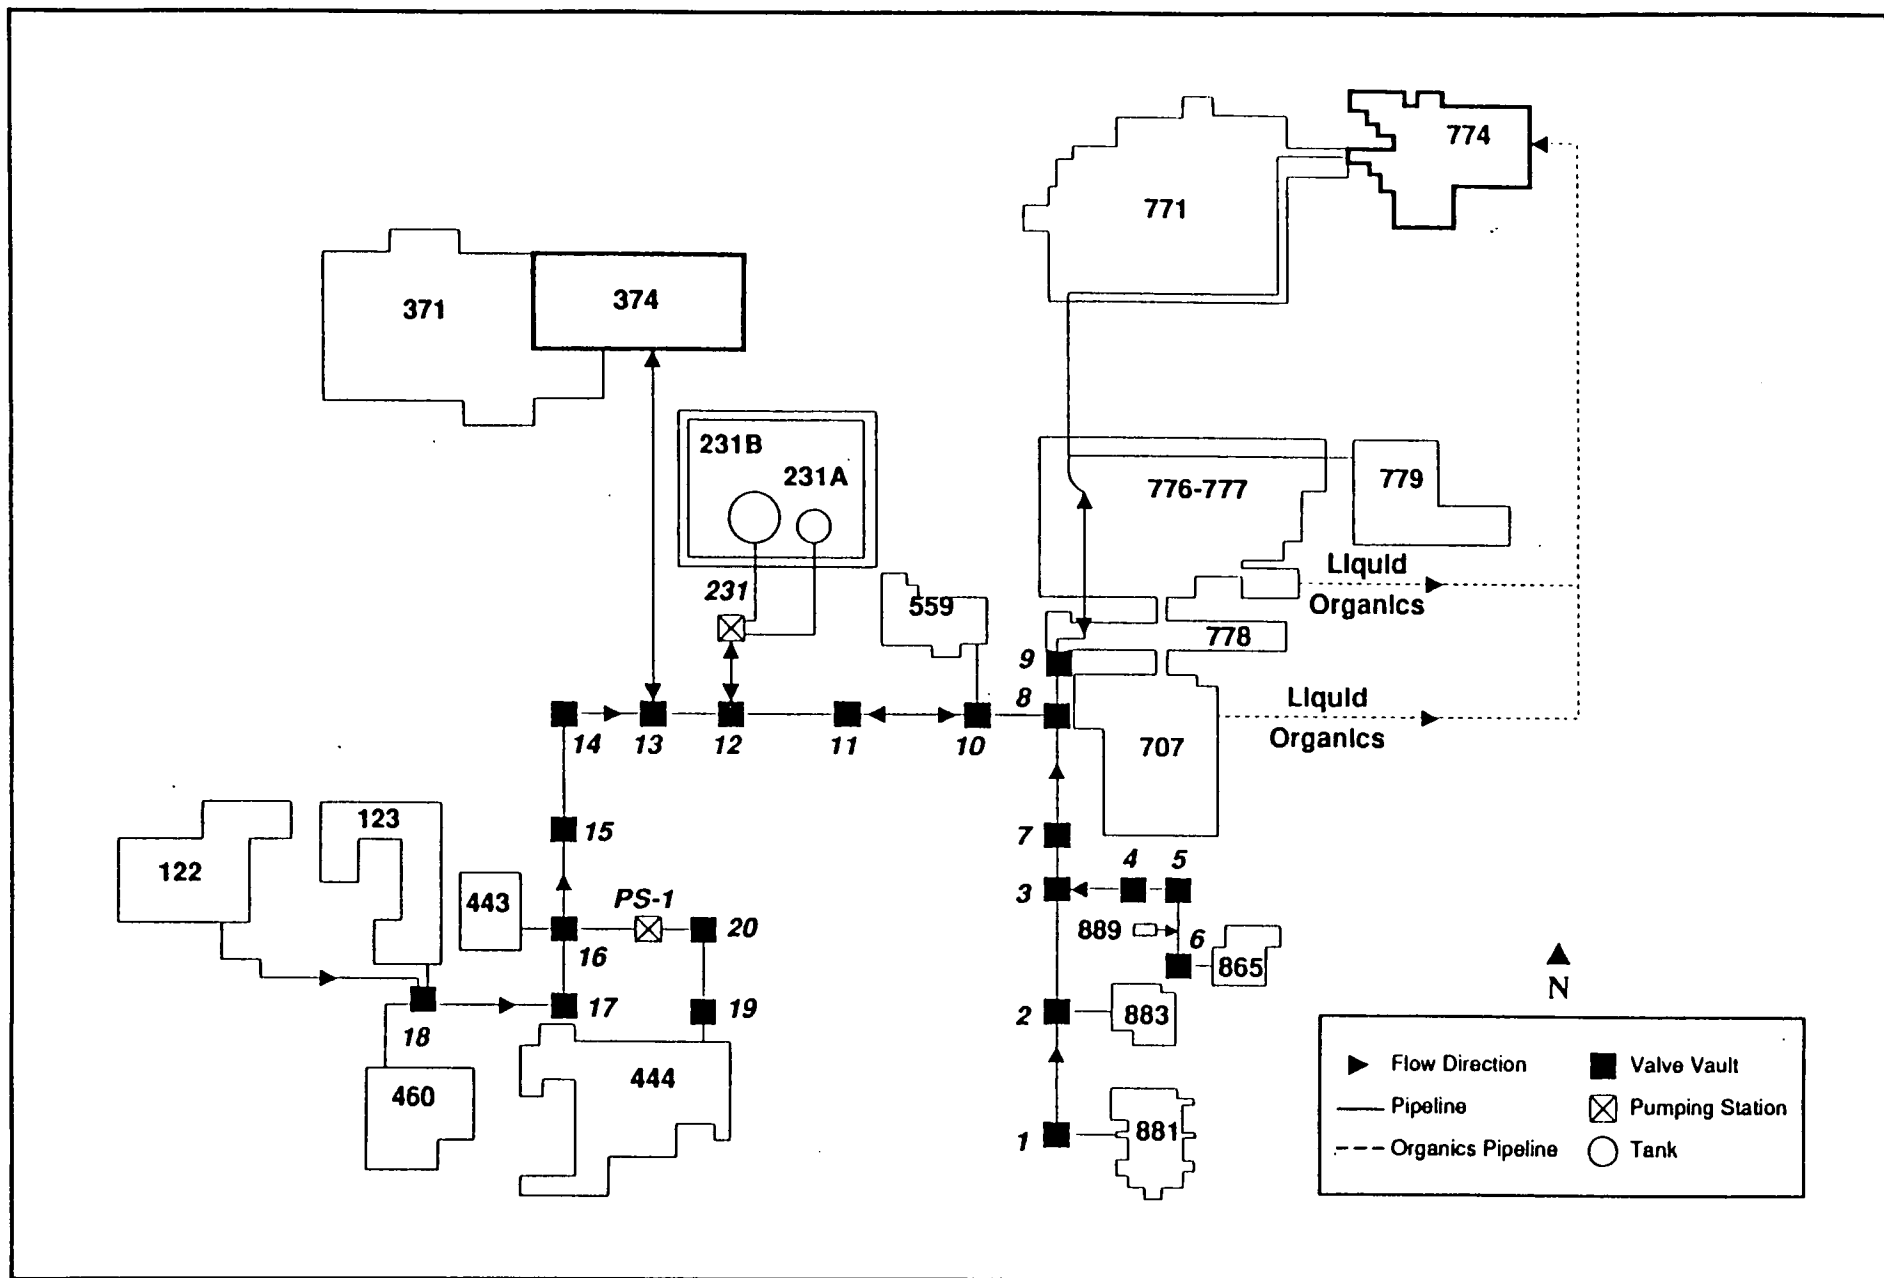 774
771
371
374
231B
231A
776-777
779
Liquid
Organics
231
559
778
9
8
Liquid
Organics
14
13
12
11
10
707
123
15
7
122
4
5
443
PS-1
20
3
889
6
16
865
N
17
19
2
883
18
444
460
1
881
Flow Direction
Valve Vault
Pipeline
Pumping Station
Organics Pipeline
Tank